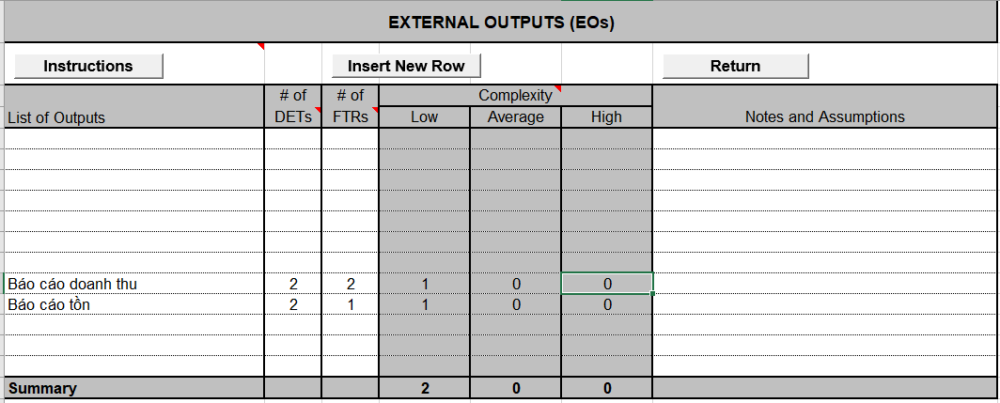 EXTERNAL OUTPUTS (EOs)
Instructions Insert New Row Return
# of # of Complexity
List of Outputs DETs FTRs Low Average High Notes and Assumptions
Báo cáo doanh thu 2 2 1 0 0
Báo cáo tồn 2 1 1 0 0
Summary 2 0 0